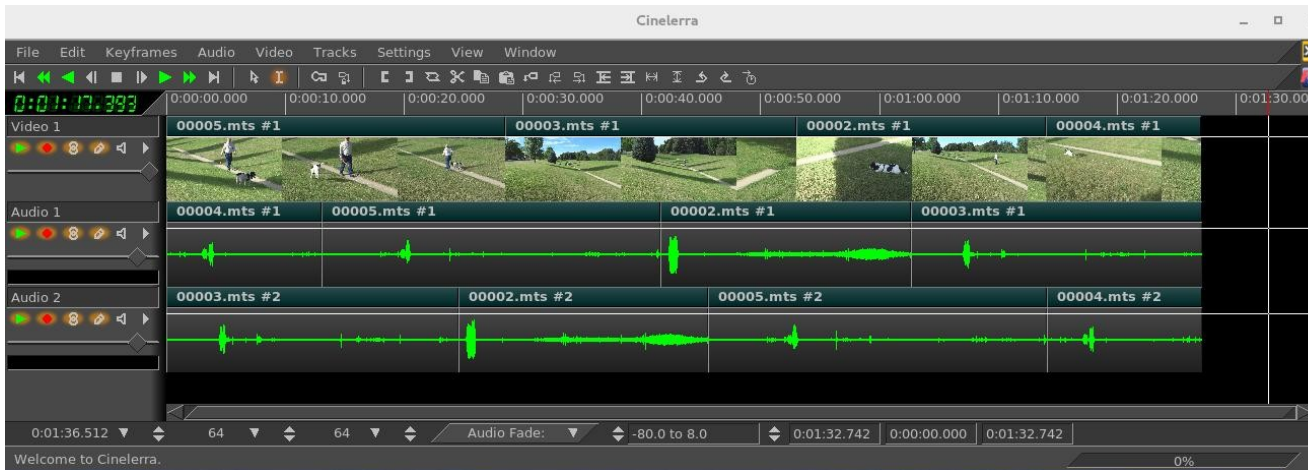 Cinelerra
File Edit Keyframes Audio Video Tracks Settings View Window
0:01:17.393 0:00:00.000 0:00:10.000 0:00:20.000 0:00:30.000 0:00:40.000 0:00:50.000 0:01:00.000 0:01:10.000 0:01:20.000 0:01:30.00
Video 1 00005.mts #1 00003.mts #1 00002.mts #1 00004.mts #1
Audio 1 00004.mts #1 00005.mts #1 00002.mts #1 00003.mts #1
Audio 2 00003.mts #2 00002.mts #2 00005.mts #2 00004.mts #2
0:01:36.512 64 64 Audio Fade: -80.0 to 8.0 0:01:32.742 0:00:00.000 0:01:32.742
Welcome to Cinelerra. 0%